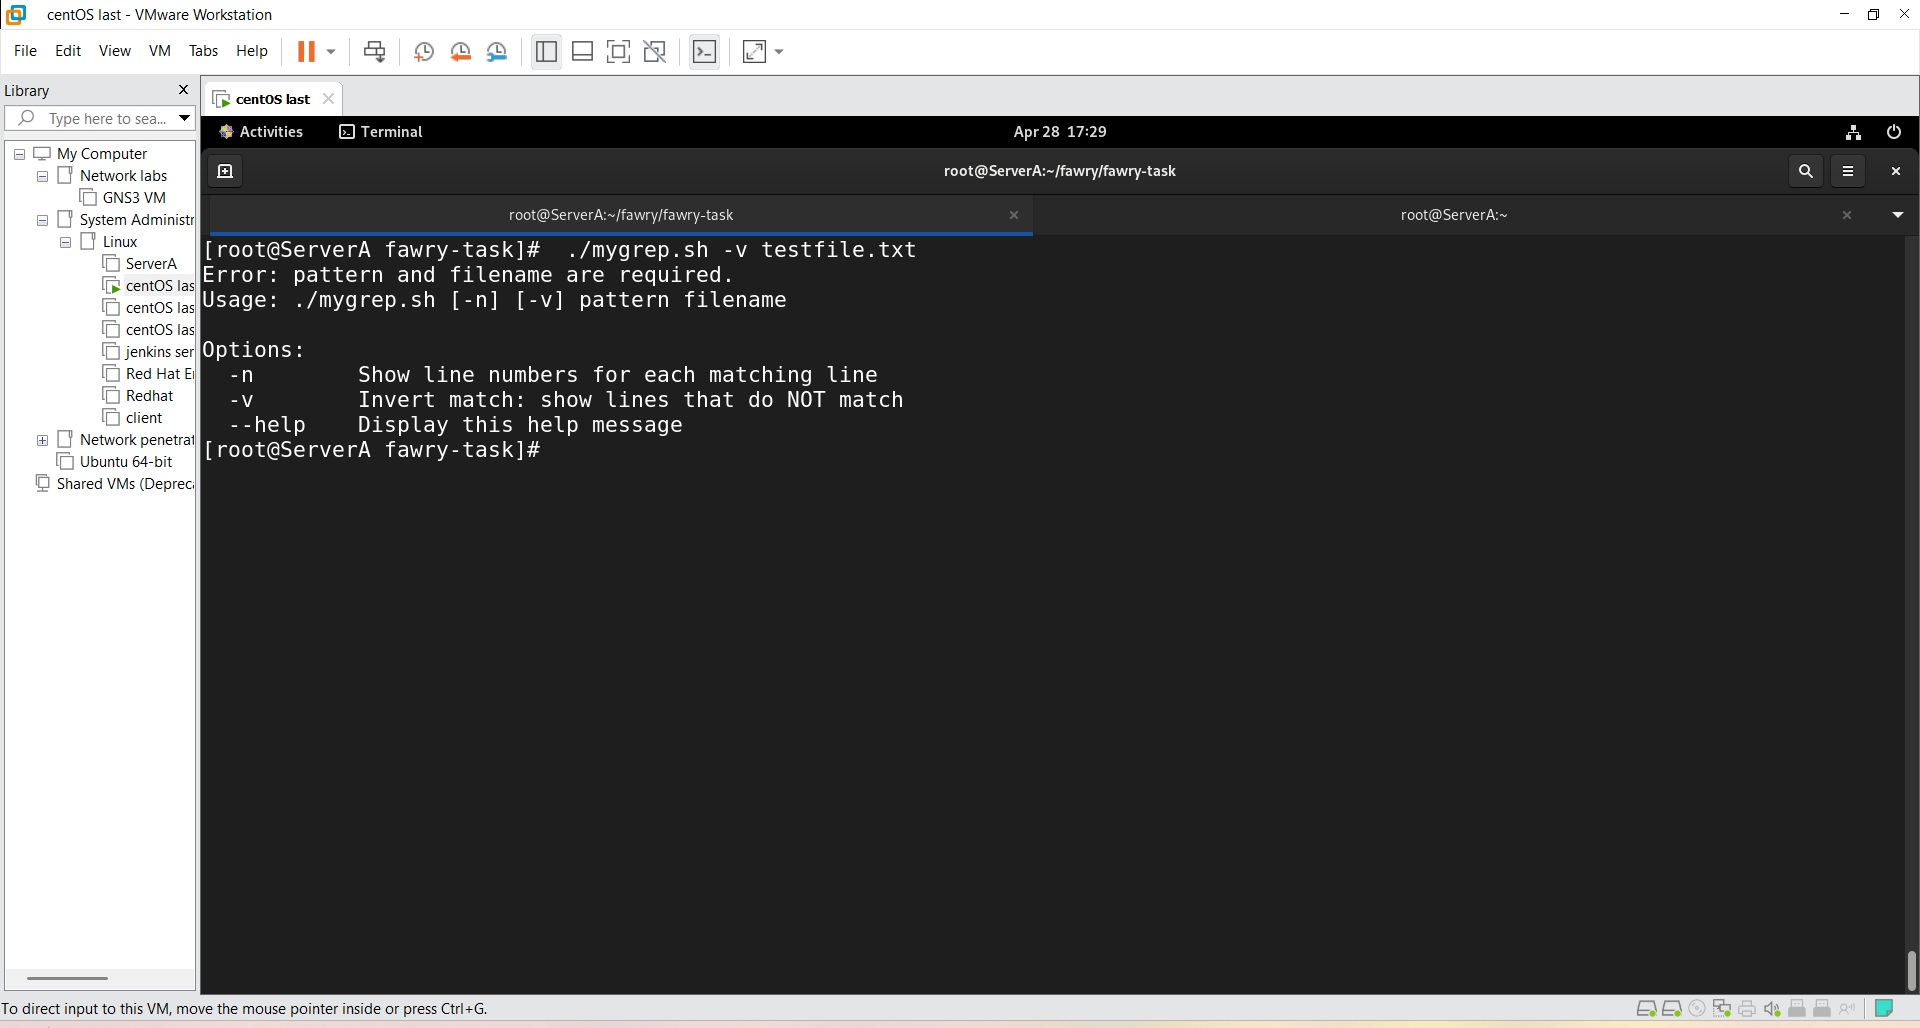 centOS last - VMware Workstation
File Edit View VM Tabs Help
Library
Type here to sea...
My Computer
Network labs
GNS3 VM
System Administr
Linux
ServerA
centOS las
centOS las
centOS las
jenkins ser
Red Hat E
Redhat
client
Network penetrat
Ubuntu 64-bit
Shared VMs (Depreca
centOS last
Activities Terminal Apr 28 17:29
root@ServerA:~/fawry/fawry-task
root@ServerA:~/fawry/fawry-task root@ServerA:~
[root@ServerA fawry-task]#  ./mygrep.sh -v testfile.txt
Error: pattern and filename are required.
Usage: ./mygrep.sh [-n] [-v] pattern filename
Options:
  -n        Show line numbers for each matching line
  -v        Invert match: show lines that do NOT match
  --help    Display this help message
[root@ServerA fawry-task]#
To direct input to this VM, move the mouse pointer inside or press Ctrl+G.